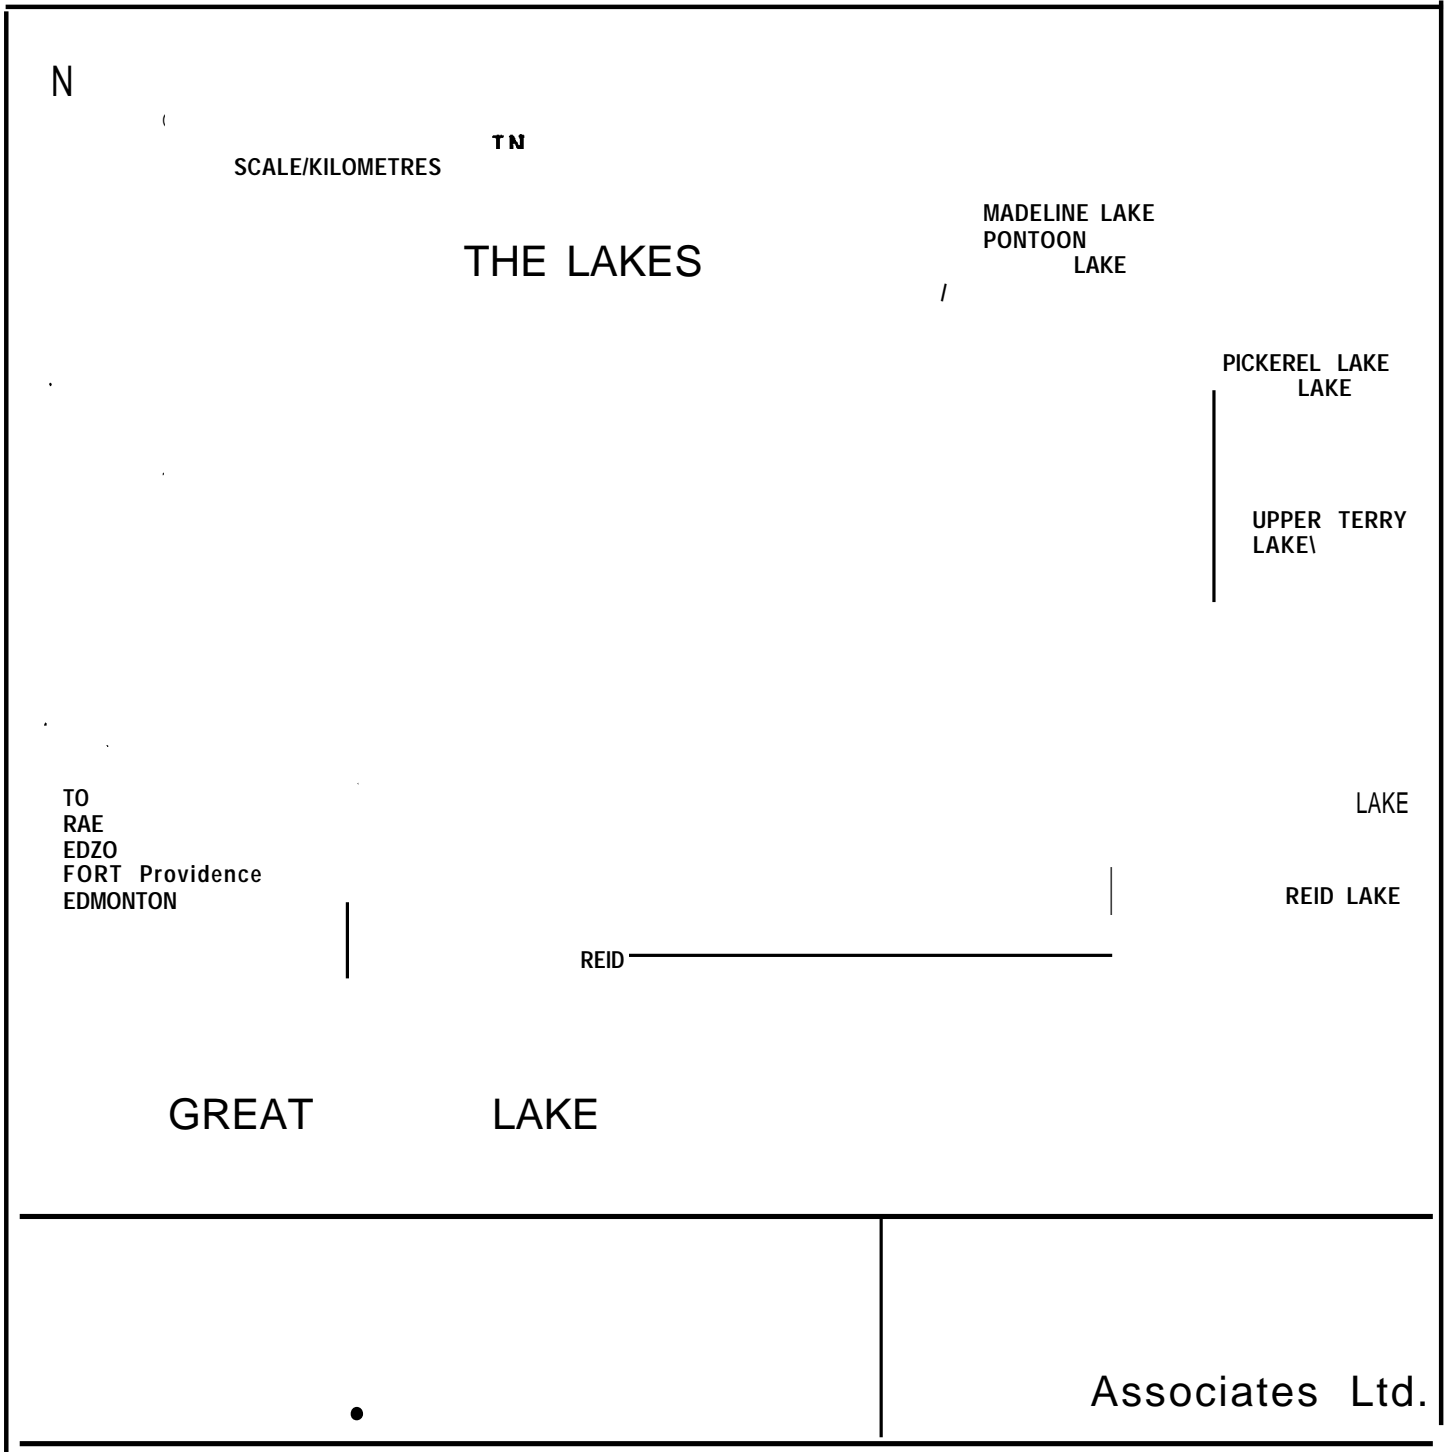 N
TN
SCALE/KILOMETRES
MADELINE LAKE
PONTOON
LAKE
THE LAKES
PICKEREL LAKE
LAKE
UPPER TERRY
LAKE\
TO
RAE
EDZO
FORT Providence
EDMONTON
LAKE
REID LAKE
REID
GREAT LAKE
Associates Ltd.